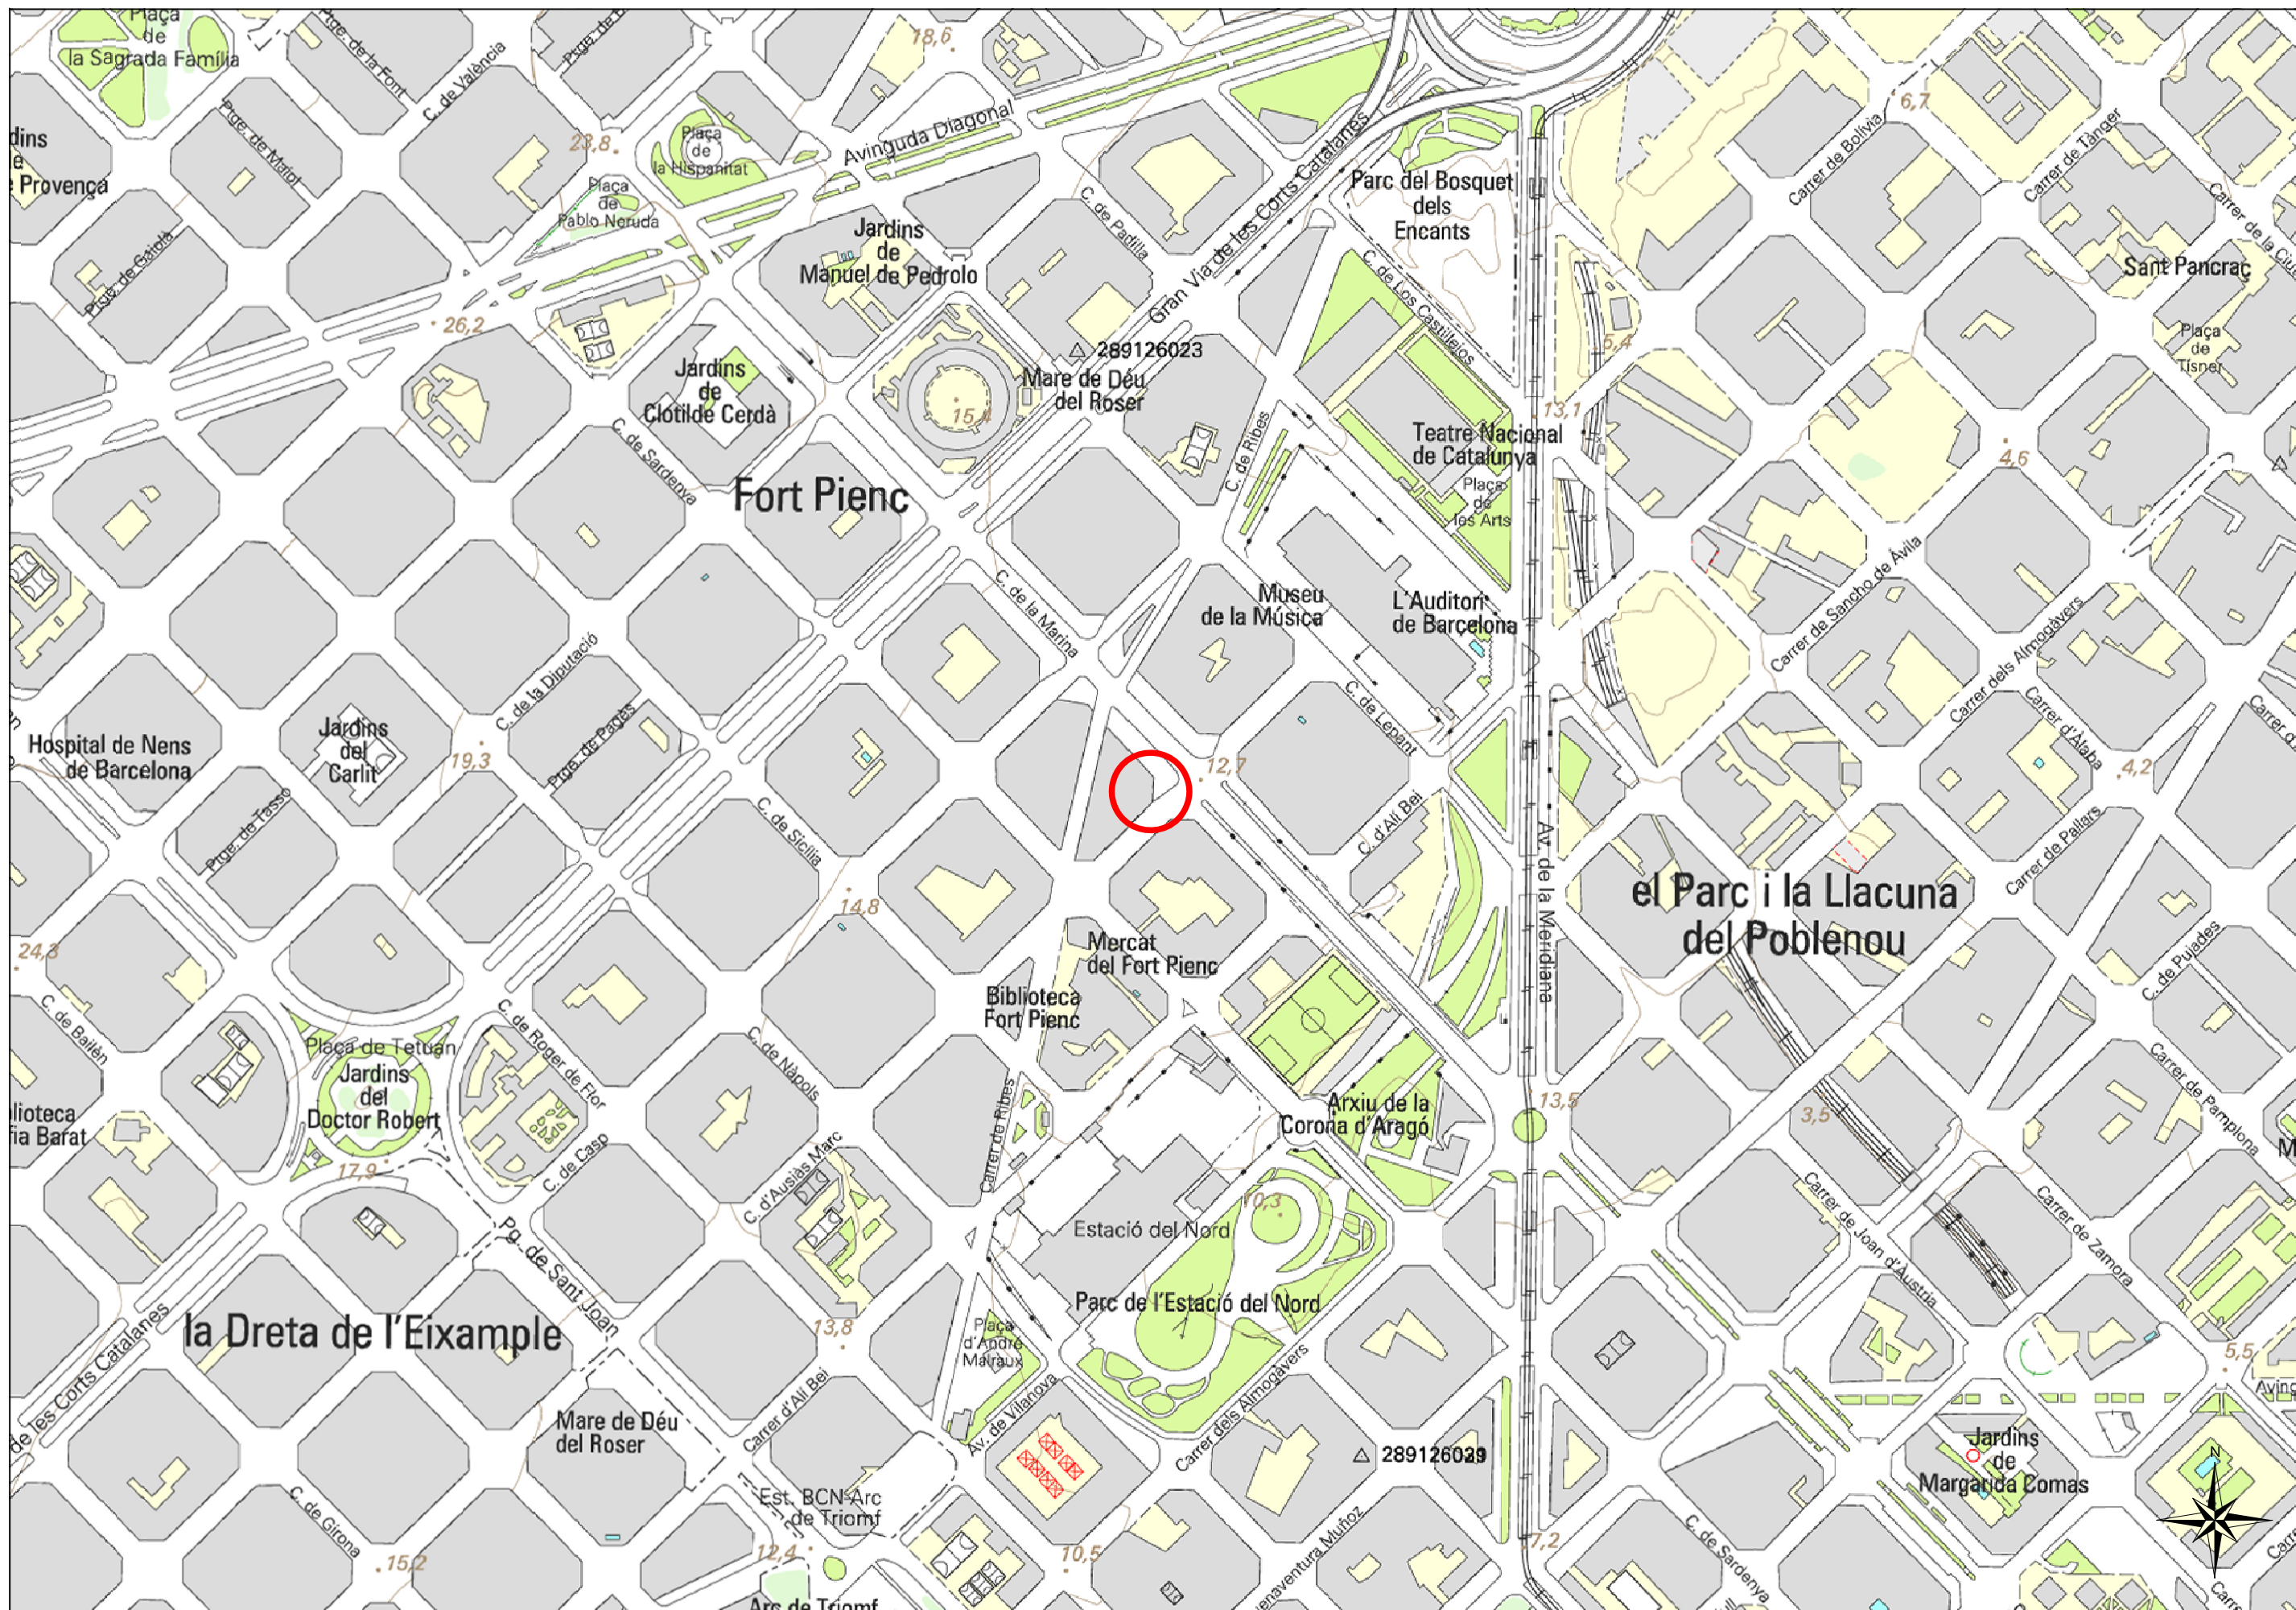 Plaça
de
la Sagrada Família
Ptge. de la Font
C. de València
18,6
Ptge. de Mariol
23,8
Plaça
de
la Hispanitat
Avinguda Diagonal
6,7
Carrer de Bolívia
Carrer de Tànger
Provença
Plaça
de
Pablo Neruda
Parc del Bosquet
dels
Encants
C. de Padilla
Gran Via de les Corts Catalanes
Jardins
de
Manuel de Pedrolo
Ptge. de Gaiolà
Sant Pancraç
C. de Los Castillejos
26,2
5,4
Plaça
de
Tísner
289126023
Jardins
de
Clotilde Cerdà
Mare de Déu
del Roser
15,4
13,1
C. de Ribes
Teatre Nacional
de Catalunya
Plaça
de
les Arts
4,6
C. de Sardenya
Fort Pienc
C. de la Marina
Museu
de la Música
L'Auditori
de Barcelona
Carrer de Sancho de Àvila
Carrer dels Almogàvers
C. de la Diputació
C. de Lepant
Carrer d'Àlaba
Ptge. de Pagès
Hospital de Nens
de Barcelona
Jardins
del
Carlit
19,3
12,7
4,2
Ptge. de Tasso
C. de Sicília
C. d'Alí Bei
Av. de la Meridiana
Carrer de Pallars
14,8
el Parc i la Llacuna
del Poblenou
24,3
Mercat
del Fort Pienc
C. de Pujades
Biblioteca
Fort Pienc
C. de Bailèn
C. de Roger de Flor
C. de Nàpols
Plaça de Tetuan
Jardins
del
Doctor Robert
Carrer de Ribes
Arxiu de la
Corona d'Aragó
13,5
3,5
Carrer de Pamplona
17,9
C. de Casp
C. d'Ausiàs Marc
10,3
Carrer de Joan d'Àustria
Carrer de Zamora
Estació del Nord
Pg. de Sant Joan
Parc de l'Estació del Nord
la Dreta de l'Eixample
13,8
Plaça
d'André
Malraux
5,5
de les Corts Catalanes
Carrer d'Alí Bei
Av. de Vilanova
Carrer dels Almogàvers
Mare de Déu
del Roser
Jardins
de
Margarida Comas
N
C. de Girona
Est. BCN-Arc
de Triomf
C. de Sardenya
15,2
12,4
10,5
7,2
Arc de Triomf